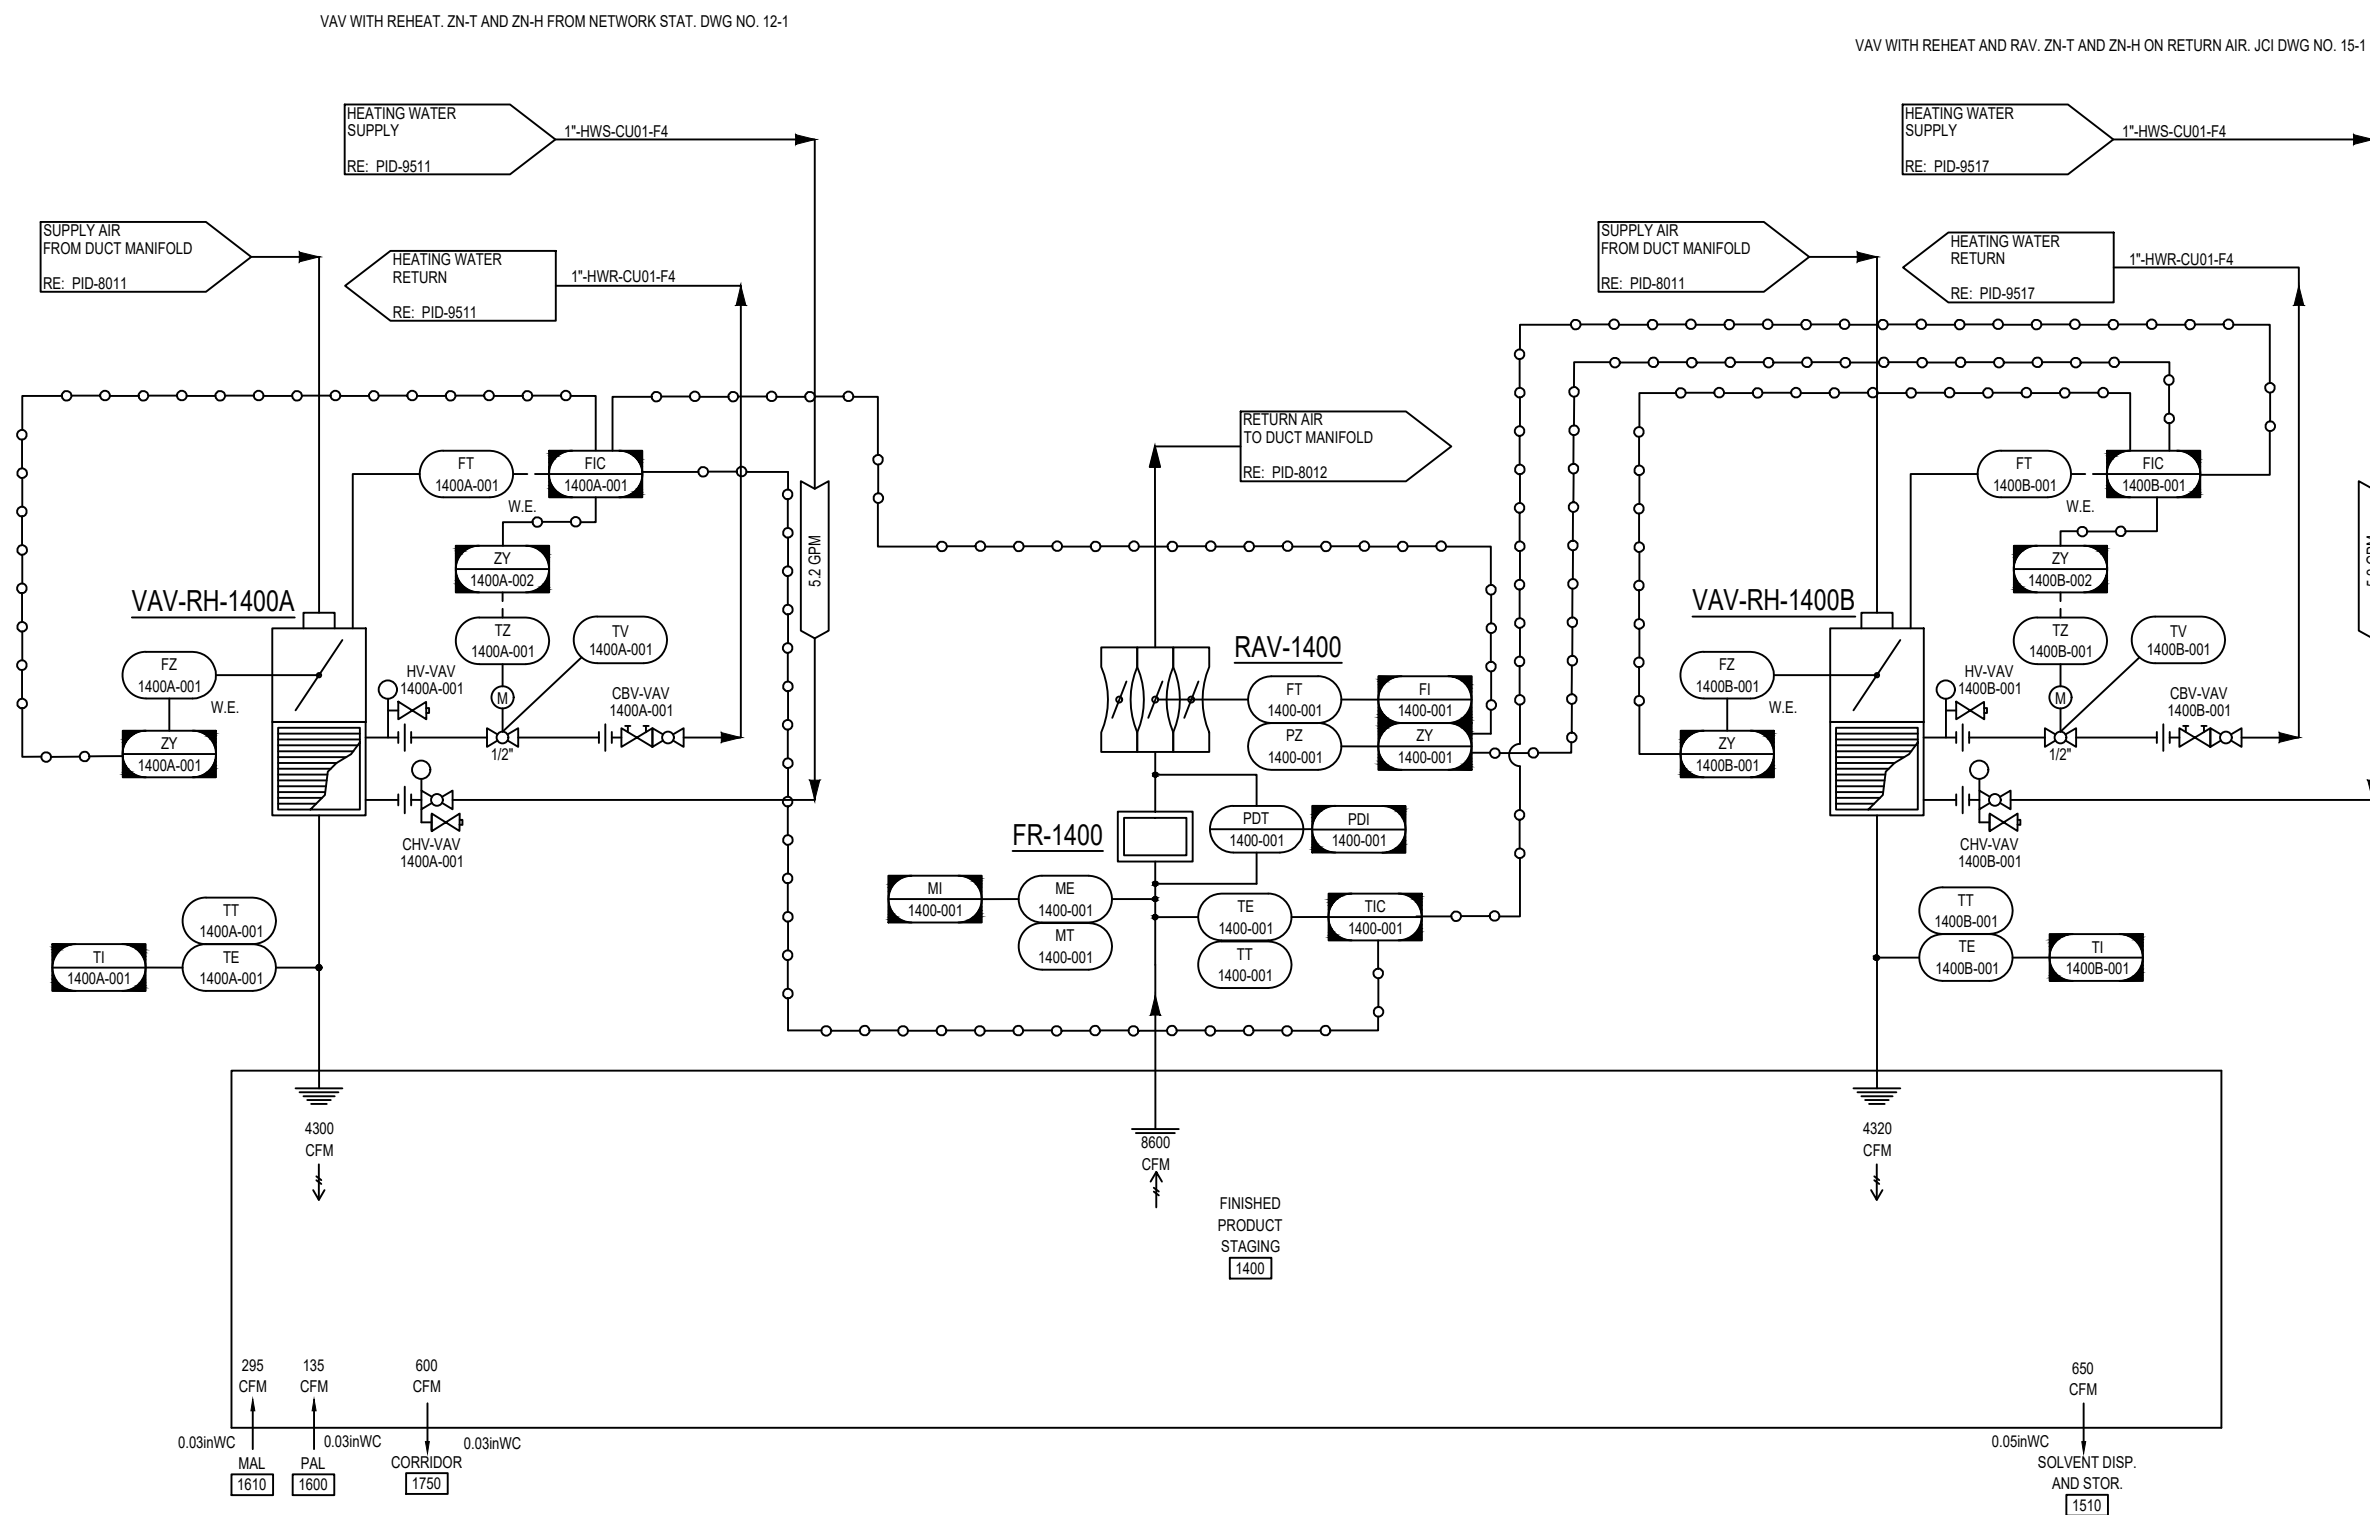 VAV WITH REHEAT. ZN-T AND ZN-H FROM NETWORK STAT. DWG NO. 12-1
VAV WITH REHEAT AND RAV. ZN-T AND ZN-H ON RETURN AIR. JCI DWG NO. 15-1
HEATING WATER
SUPPLY
RE: PID-9511
1"-HWS-CU01-F4
SUPPLY AIR
FROM DUCT MANIFOLD
RE: PID-8011
HEATING WATER
RETURN
RE: PID-9511
1"-HWR-CU01-F4
FT
1400A-001
FIC
1400A-001
W.E.
ZY
1400A-002
5.2 GPM
VAV-RH-1400A
TZ
1400A-001
TV
1400A-001
FZ
1400A-001
W.E.
HV-VAV
1400A-001
M
CBV-VAV
1400A-001
ZY
1400A-001
1/2"
CHV-VAV
1400A-001
TT
1400A-001
TE
1400A-001
TI
1400A-001
RETURN AIR
TO DUCT MANIFOLD
RE: PID-8012
RAV-1400
FT
1400-001
FI
1400-001
PZ
1400-001
ZY
1400-001
FR-1400
PDT
1400-001
PDI
1400-001
MI
1400-001
ME
1400-001
MT
1400-001
TE
1400-001
TT
1400-001
TIC
1400-001
HEATING WATER
SUPPLY
RE: PID-9517
1"-HWS-CU01-F4
SUPPLY AIR
FROM DUCT MANIFOLD
RE: PID-8011
HEATING WATER
RETURN
RE: PID-9517
1"-HWR-CU01-F4
FT
1400B-001
FIC
1400B-001
W.E.
ZY
1400B-002
VAV-RH-1400B
TZ
1400B-001
TV
1400B-001
FZ
1400B-001
W.E.
HV-VAV
1400B-001
M
CBV-VAV
1400B-001
ZY
1400B-001
1/2"
CHV-VAV
1400B-001
TT
1400B-001
TE
1400B-001
TI
1400B-001
4300
CFM
8600
CFM
4320
CFM
FINISHED
PRODUCT
STAGING
1400
295
CFM
135
CFM
600
CFM
650
CFM
0.03inWC
0.03inWC
0.03inWC
0.05inWC
MAL
1610
PAL
1600
CORRIDOR
1750
SOLVENT DISP.
AND STOR.
1510